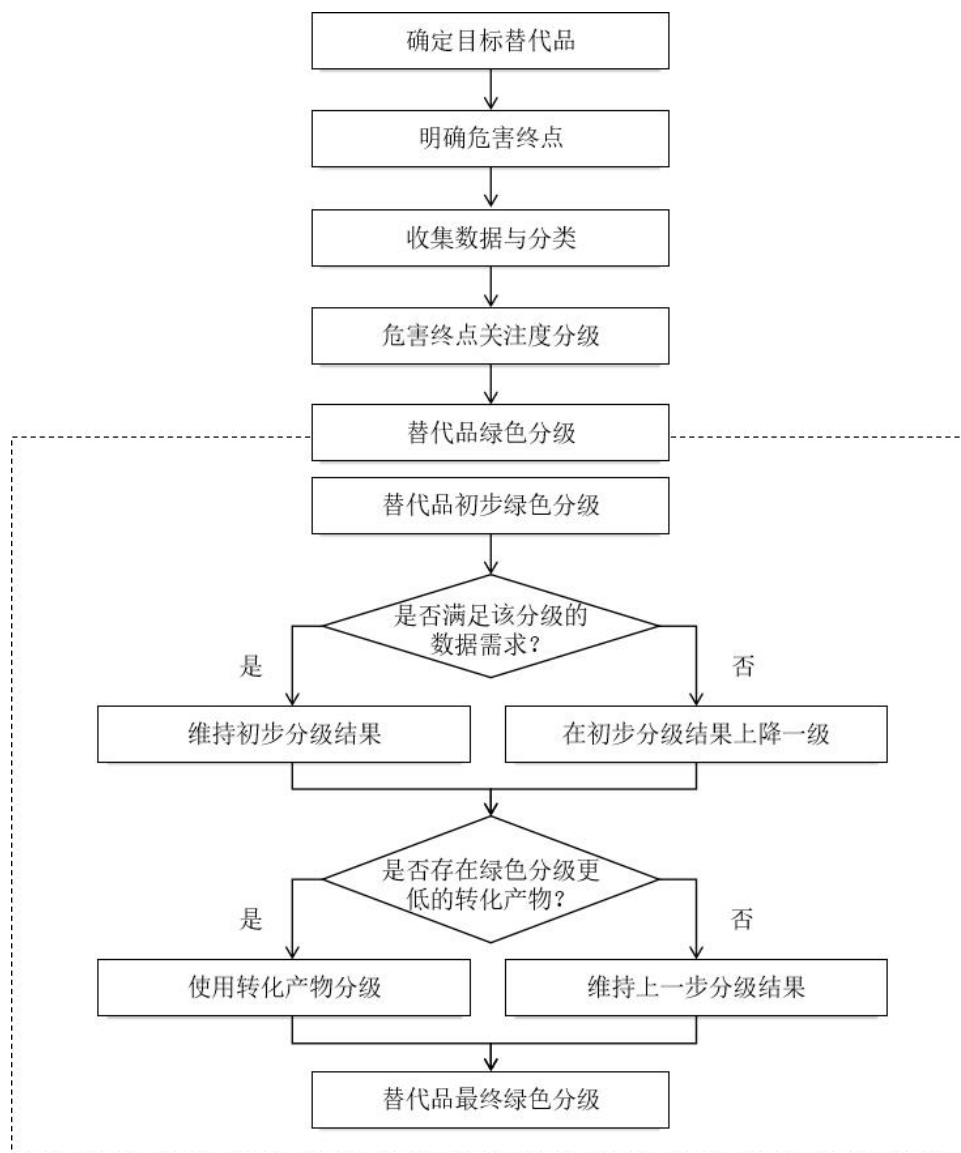 确定目标替代品
明确危害终点
收集数据与分类
危害终点关注度分级
替代品绿色分级
替代品初步绿色分级
是否满足该分级的
数据需求？
是
否
维持初步分级结果
在初步分级结果上降一级
是否存在绿色分级更
低的转化产物？
是
否
使用转化产物分级
维持上一步分级结果
替代品最终绿色分级